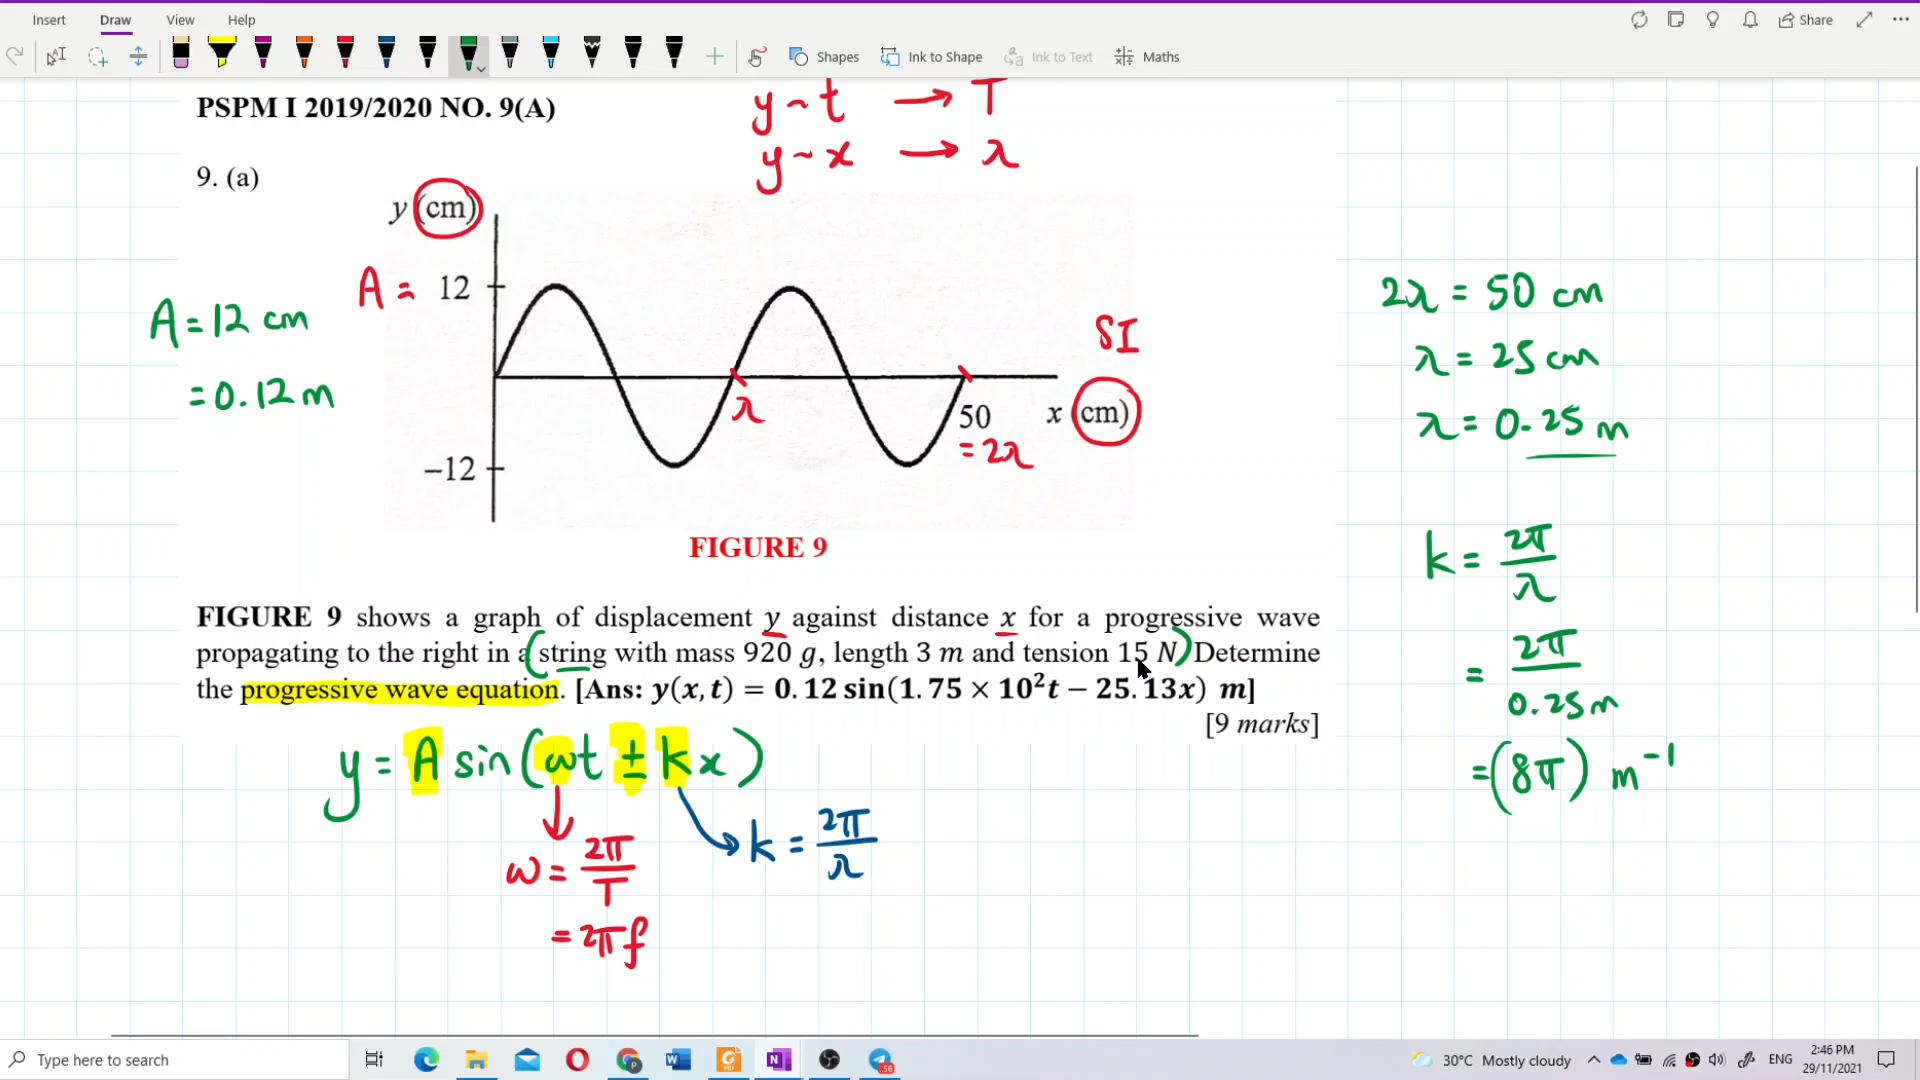 Insert Draw View Help
Share
Shapes Ink to Shape Ink to Text Maths
y ~ t → T
PSPM I 2019/2020 NO. 9(A)
y ~ x → λ
9. (a)
y (cm)
A = 12
A = 12 cm
= 0.12 m
SI
λ
50
x (cm)
= 2λ
−12
FIGURE 9
2λ = 50 cm
λ = 25 cm
λ = 0.25 m
k = 2π/λ
= 2π/0.25m
= (8π) m⁻¹
FIGURE 9 shows a graph of displacement y against distance x for a progressive wave
propagating to the right in a (string with mass 920 g, length 3 m and tension 15 N) Determine
the progressive wave equation. [Ans: y(x, t) = 0.12 sin(1.75 × 10²t − 25.13x) m]
[9 marks]
y = A sin (ωt ± kx)
ω = 2π/T
= 2πf
k = 2π/λ
Type here to search
56
30°C Mostly cloudy
ENG
2:46 PM
29/11/2021